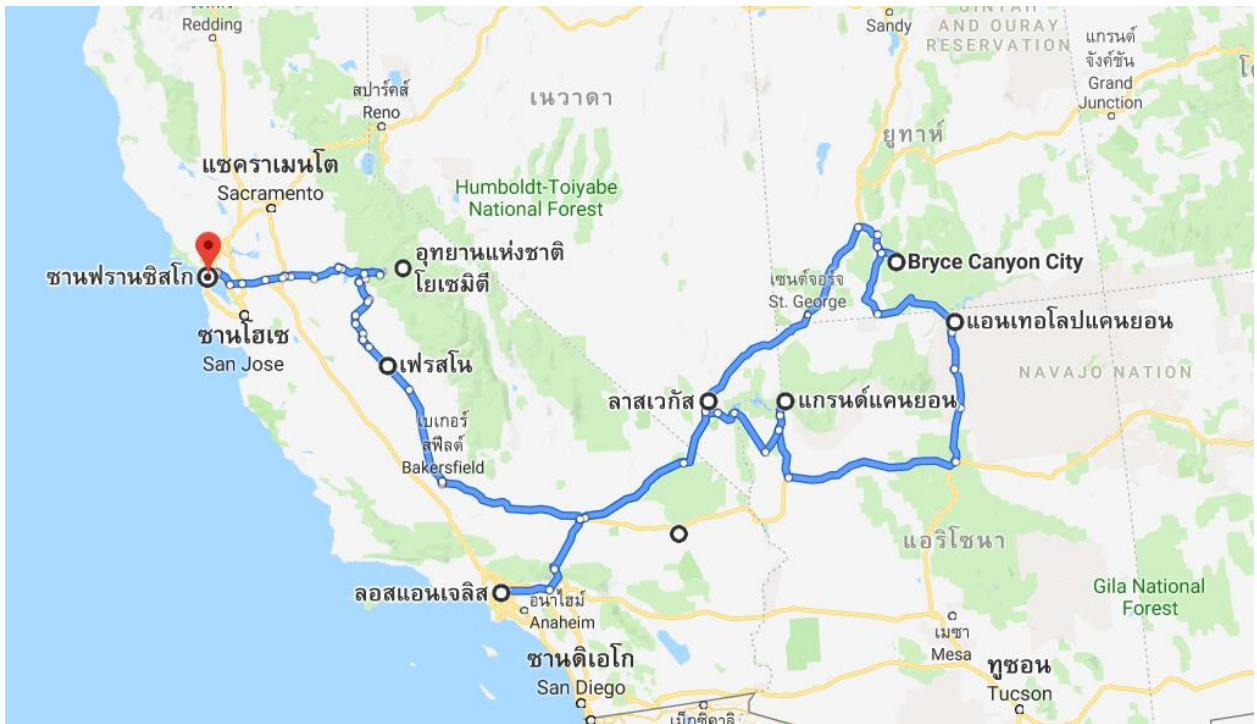 Redding
Sandy
UINTAH
AND OURAY
RESERVATION
แกรนด์
จังค์ชัน
Grand
Junction
สปาร์คส์
Reno
เนวาดา
ยูทาห์
แซคราเมนโต
Sacramento
Humboldt-Toiyabe
National Forest
อุทยานแห่งชาติ
โยเซมิตี
ซานฟรานซิสโก
Bryce Canyon City
เซนต์จอร์จ
St. George
แอนเทอโลปแคนยอน
ซานโฮเซ
San Jose
เฟรสโน
NAVAJO NATION
ลาสเวกัส
แกรนด์แคนยอน
เบเกอร์
สฟีลด์
Bakersfield
แอริโซนา
ลอสแอนเจลิส
อนาไฮม์
Anaheim
Gila National
Forest
เมซา
Mesa
ซานดิเอโก
San Diego
ทูซอน
Tucson
เม็กซิคาลี